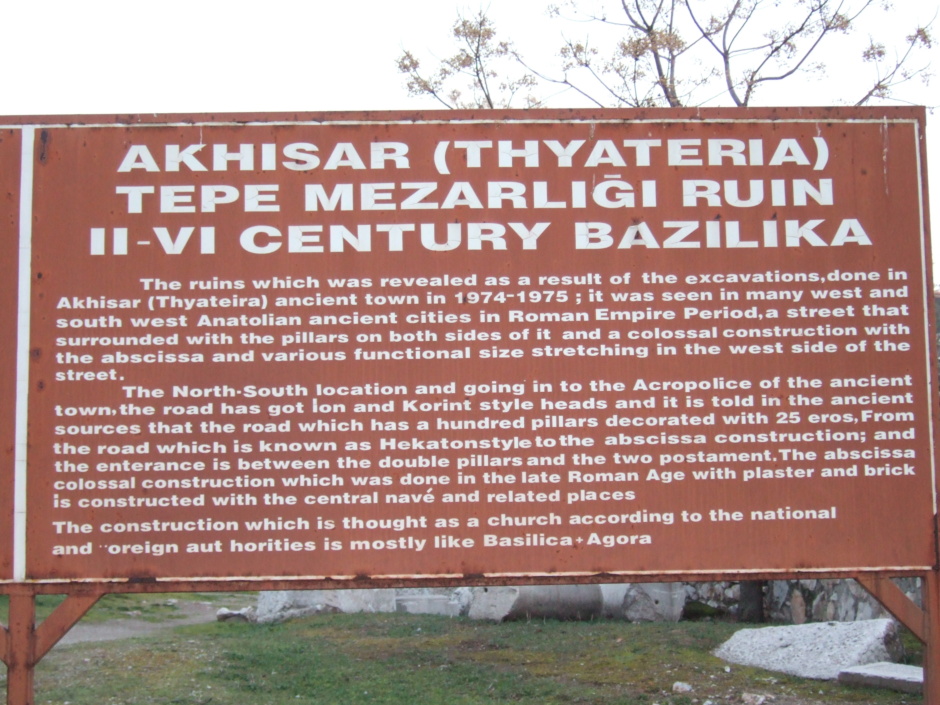 AKHISAR (THYATERIA)
TEPE MEZARLIĞI RUIN
II-VI CENTURY BAZİLİKA
The ruins which was revealed as a result of the excavations,done in
Akhisar (Thyateira) ancient town in 1974-1975 ; it was seen in many west and
south west Anatolian ancient cities in Roman Empire Period,a street that
surrounded with the pillars on both sides of it and a colossal construction with
the abscissa and various functional size stretching in the west side of the
street.
The North-South location and going in to the Acropolice of the ancient
town,the road has got İon and Korint style heads and it is told in the ancient
sources that the road which has a hundred pillars decorated with 25 eros,From
the road which is known as Hekatonstyle to the abscissa construction; and
the enterance is between the double pillars and the two postament,The abscissa
colossal construction which was done in the late Roman Age with plaster and brick
is constructed with the central navé and related places
The construction which is thought as a church according to the national
and oreign aut horities is mostly like Basilica+Agora